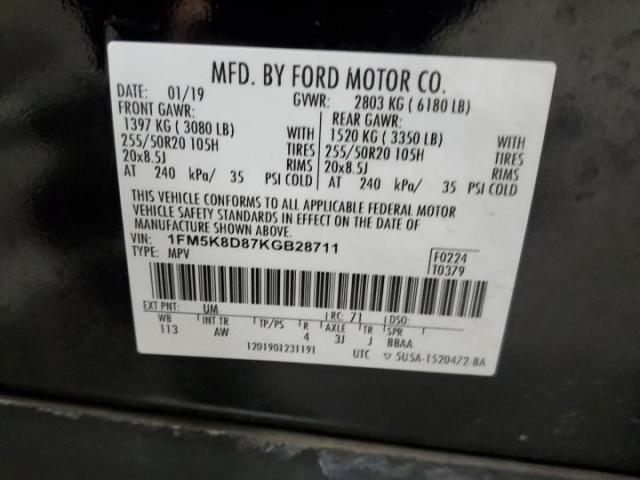 MFD. BY FORD MOTOR CO.
DATE: 01/19 GVWR: 2803 KG ( 6180 LB)
FRONT GAWR: REAR GAWR:
1397 KG ( 3080 LB) WITH 1520 KG ( 3350 LB) WITH
255/50R20 105H TIRES 255/50R20 105H TIRES
20x8.5J RIMS 20x8.5J RIMS
AT 240 kPa/ 35 PSI COLD AT 240 kPa/ 35 PSI COLD
THIS VEHICLE CONFORMS TO ALL APPLICABLE FEDERAL MOTOR
VEHICLE SAFETY STANDARDS IN EFFECT ON THE DATE OF
MANUFACTURE SHOWN ABOVE.
VIN: 1FM5K8D87KGB28711 F0224
TYPE: MPV T0379
EXT PNT: UM RC: 71 DSO:
WB INT TR TP/PS R AXLE TR SPR
113 AW 4 3J J BBAA
1201901231191 UTC ▽ 5U5A-1520472-BA